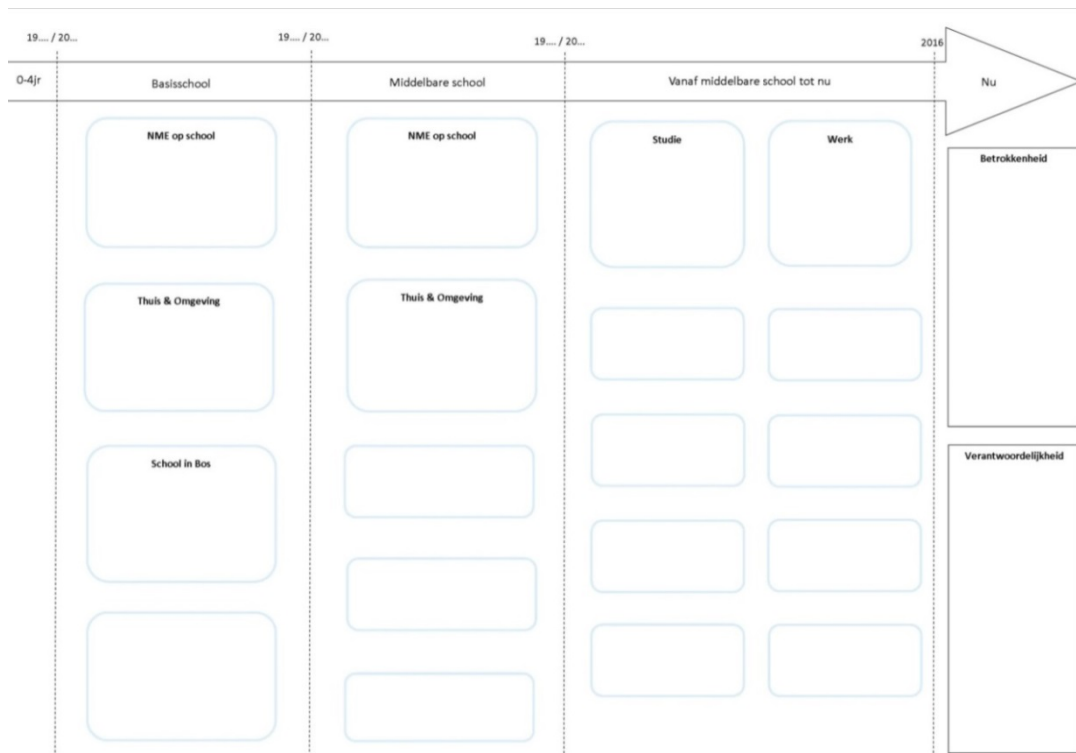 19.... / 20...
19.... / 20...
19.... / 20...
2016
0-4jr
Basisschool
Middelbare school
Vanaf middelbare school tot nu
Nu
NME op school
NME op school
Studie
Werk
Betrokkenheid
Thuis & Omgeving
Thuis & Omgeving
School in Bos
Verantwoordelijkheid